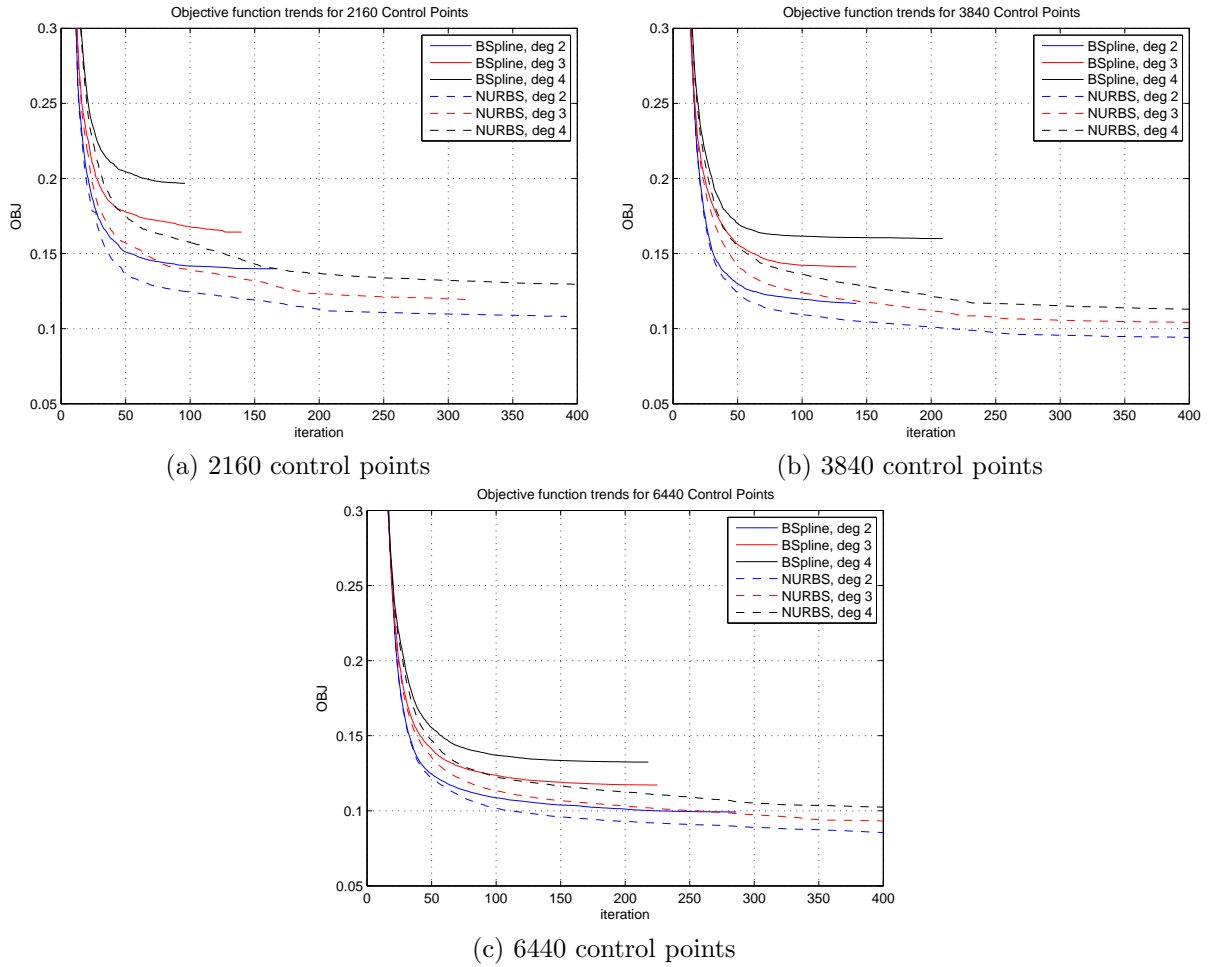 Objective function trends for 2160 Control Points
0.3
0.25
0.2
0.15
0.1
0.05
OBJ
0 50 100 150 200 250 300 350 400
iteration
BSpline, deg 2
BSpline, deg 3
BSpline, deg 4
NURBS, deg 2
NURBS, deg 3
NURBS, deg 4
(a) 2160 control points
Objective function trends for 3840 Control Points
0.3
0.25
0.2
0.15
0.1
0.05
OBJ
0 50 100 150 200 250 300 350 400
iteration
BSpline, deg 2
BSpline, deg 3
BSpline, deg 4
NURBS, deg 2
NURBS, deg 3
NURBS, deg 4
(b) 3840 control points
Objective function trends for 6440 Control Points
0.3
0.25
0.2
0.15
0.1
0.05
OBJ
0 50 100 150 200 250 300 350 400
iteration
BSpline, deg 2
BSpline, deg 3
BSpline, deg 4
NURBS, deg 2
NURBS, deg 3
NURBS, deg 4
(c) 6440 control points